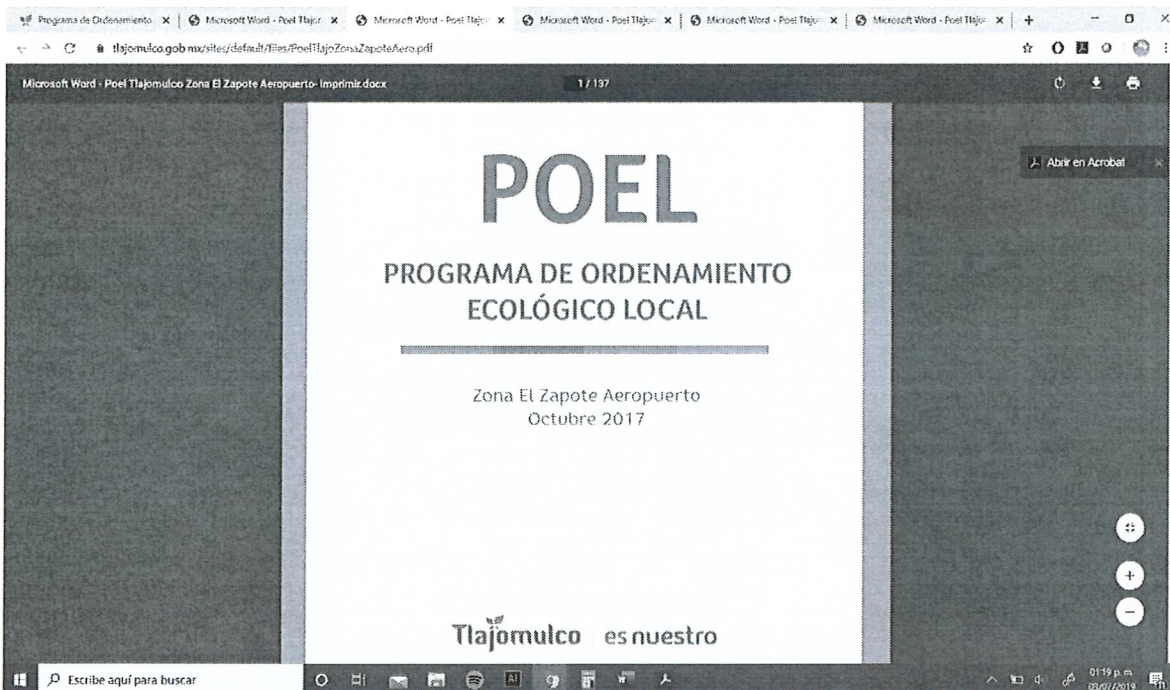 Programa de Ordenamiento
Microsoft Word - Poel Tlajo
Microsoft Word - Poel Tlajo
Microsoft Word - Poel Tlajo
Microsoft Word - Poel Tlajo
Microsoft Word - Poel Tlajo
tlajomulco.gob.mx/sites/default/files/PoelTlajoZonaZapoteAero.pdf
Microsoft Word - Poel Tlajomulco Zona El Zapote Aeropuerto- Imprimir.docx
1 / 137
Abrir en Acrobat
POEL
PROGRAMA DE ORDENAMIENTO
ECOLÓGICO LOCAL
Zona El Zapote Aeropuerto
Octubre 2017
Tlajomulco es nuestro
Escribe aquí para buscar
01:19 p. m.
03/07/2019